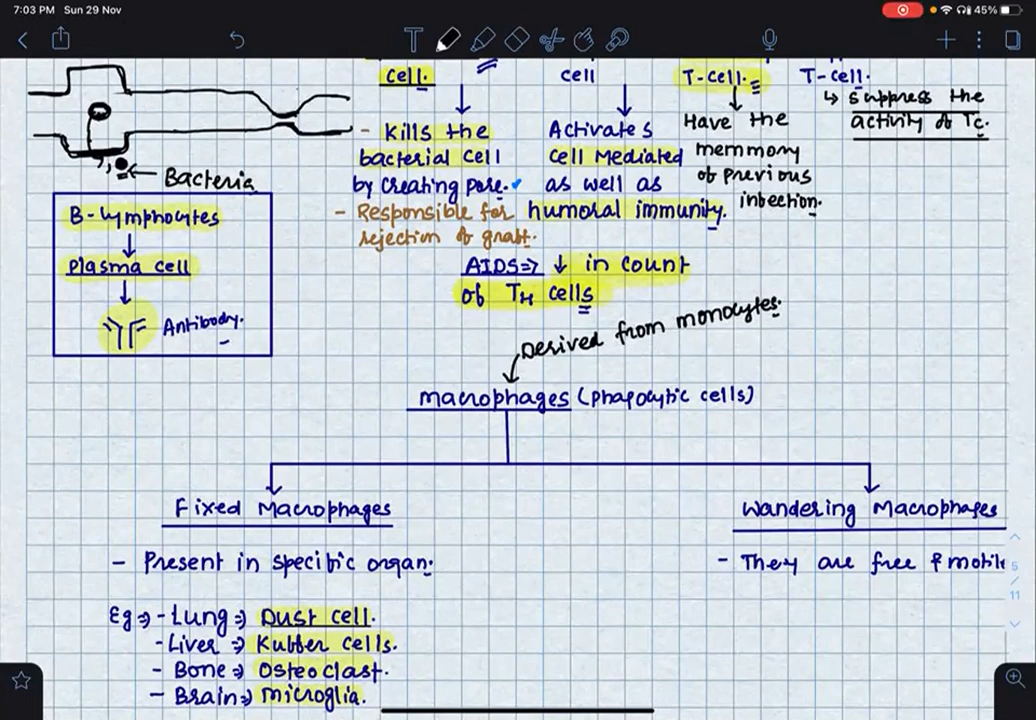 7:03 PM Sun 29 Nov
45%
cell.
cell
T-cell.
T-cell.
↳ suppress the
activity of Tc.
- Kills the
bacterial cell
by creating pore.
- Responsible for
rejection of graft.
Activates
cell Mediated
as well as
humoral immunity.
Have the
memmory
of previous
infection.
← Bacteria
B-lymphocytes
↓
Plasma cell
↓
Antibody.
AIDS⇒ ↓ in count
of TH cells
Derived from monocytes.
macrophages (phagocytic cells)
Fixed Macrophages
Wandering Macrophages
- Present in specific organ.
- They are free & mobile
Eg ⇒ - Lung ⇒ Dust cell.
- Liver ⇒ Kuffer cells.
- Bone ⇒ Osteoclast.
- Brain ⇒ microglia.
5
/
11